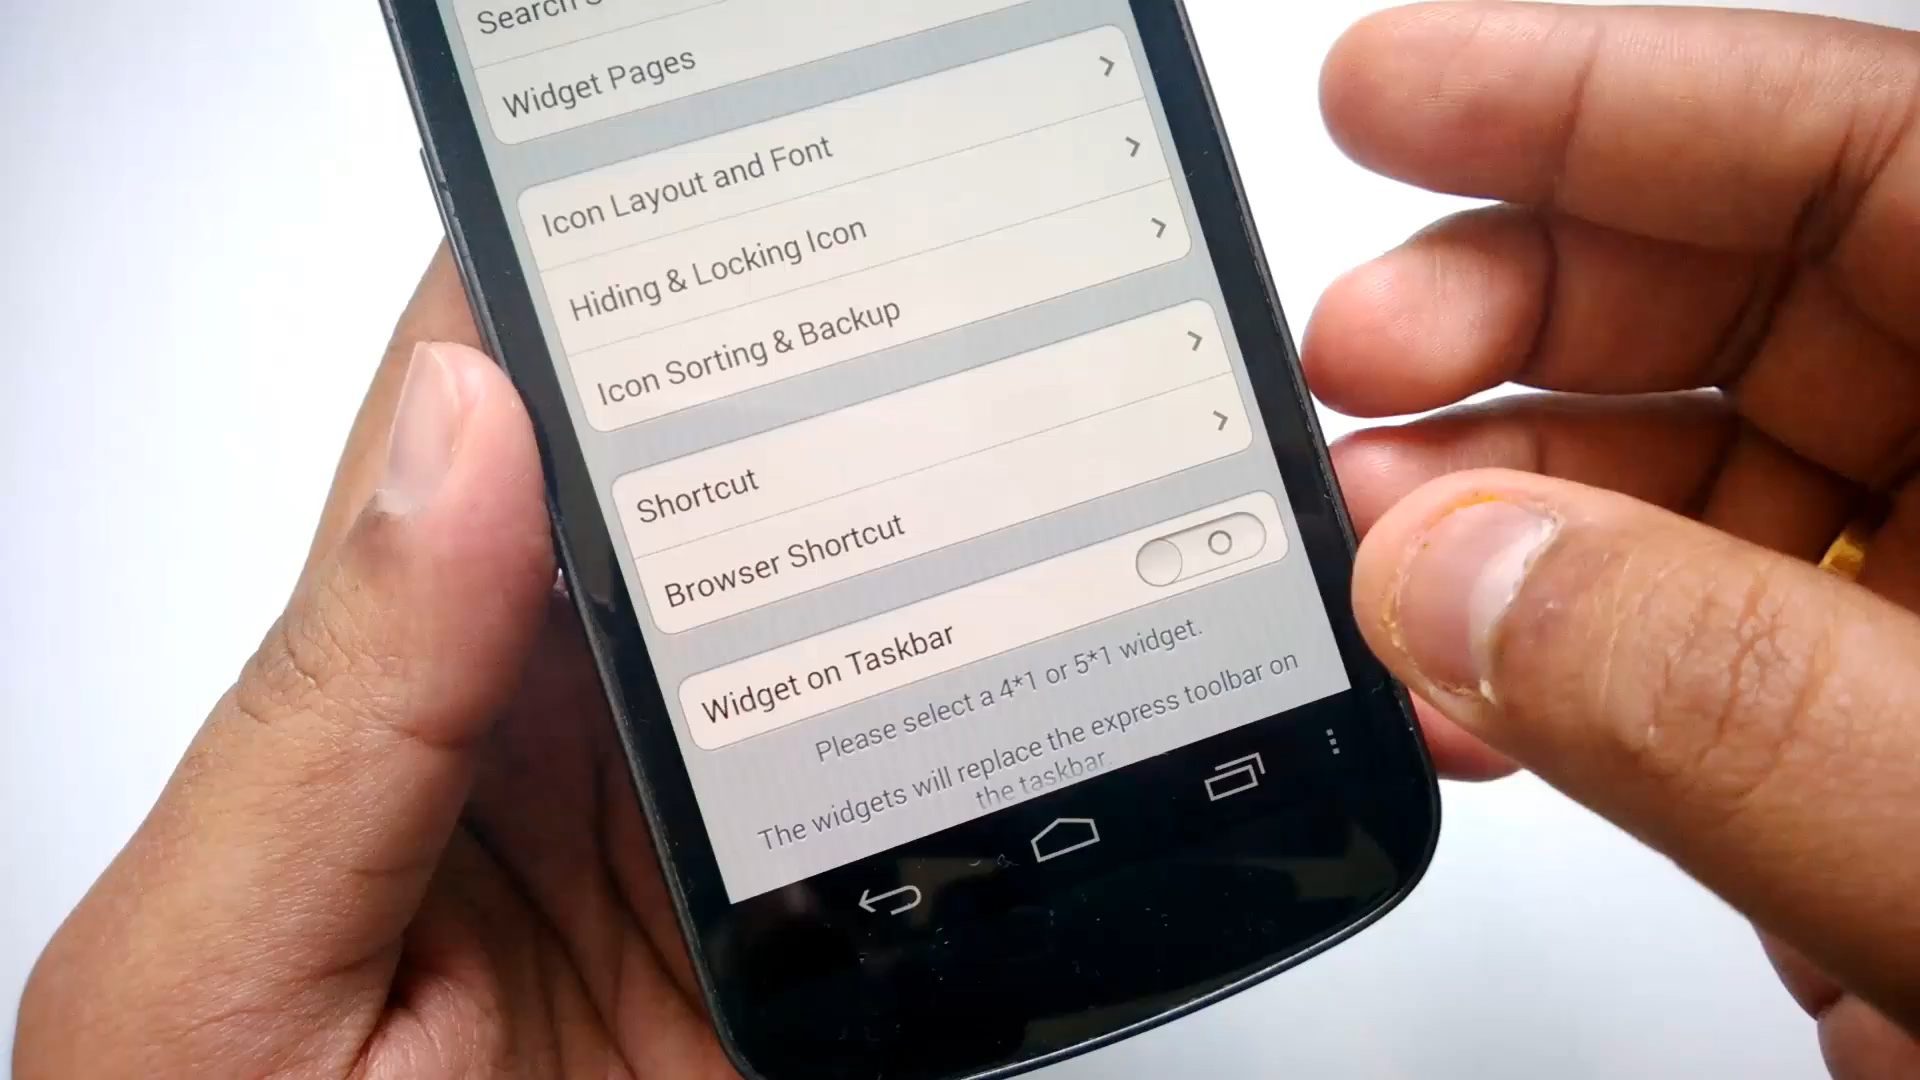 Search
Widget Pages
Icon Layout and Font
Hiding & Locking Icon
Icon Sorting & Backup
Shortcut
Browser Shortcut
Widget on Taskbar
Please select a 4*1 or 5*1 widget.
The widgets will replace the express toolbar on
the taskbar.